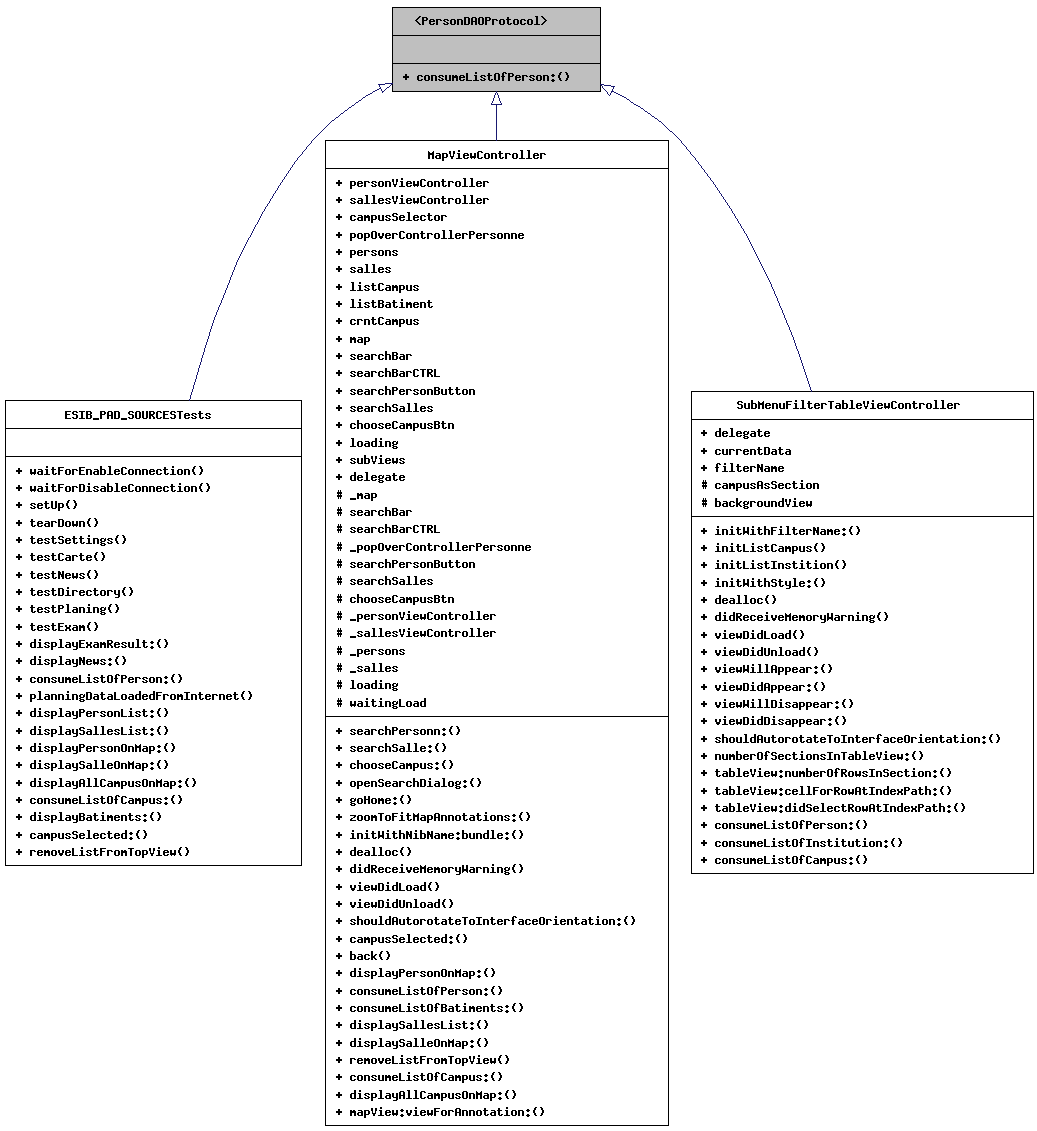 <PersonDAOProtocol>
+ consumeListOfPerson:()
MapViewController
+ personViewController
+ sallesViewController
+ campusSelector
+ popOverControllerPersonne
+ persons
+ salles
+ listCampus
+ listBatiment
+ crntCampus
+ map
+ searchBar
+ searchBarCTRL
+ searchPersonButton
+ searchSalles
+ chooseCampusBtn
+ loading
+ subViews
+ delegate
# _map
# searchBar
# searchBarCTRL
# _popOverControllerPersonne
# searchPersonButton
# searchSalles
# chooseCampusBtn
# _personViewController
# _sallesViewController
# _persons
# _salles
# loading
# waitingLoad
+ searchPersonn:()
+ searchSalle:()
+ chooseCampus:()
+ openSearchDialog:()
+ goHome:()
+ zoomToFitMapAnnotations:()
+ initWithNibName:bundle:()
+ dealloc()
+ didReceiveMemoryWarning()
+ viewDidLoad()
+ viewDidUnload()
+ shouldAutorotateToInterfaceOrientation:()
+ campusSelected:()
+ back()
+ displayPersonOnMap:()
+ consumeListOfPerson:()
+ consumeListOfBatiments:()
+ displaySallesList:()
+ displaySalleOnMap:()
+ removeListFromTopView()
+ consumeListOfCampus:()
+ displayAllCampusOnMap:()
+ mapView:viewForAnnotation:()
ESIB_PAD_SOURCESTests
+ waitForEnableConnection()
+ waitForDisableConnection()
+ setUp()
+ tearDown()
+ testSettings()
+ testCarte()
+ testNews()
+ testDirectory()
+ testPlaning()
+ testExam()
+ displayExamResult:()
+ displayNews:()
+ consumeListOfPerson:()
+ planningDataLoadedFromInternet()
+ displayPersonList:()
+ displaySallesList:()
+ displayPersonOnMap:()
+ displaySalleOnMap:()
+ displayAllCampusOnMap:()
+ consumeListOfCampus:()
+ displayBatiments:()
+ campusSelected:()
+ removeListFromTopView()
SubMenuFilterTableViewController
+ delegate
+ currentData
+ filterName
# campusAsSection
# backgroundView
+ initWithFilterName:()
+ initListCampus()
+ initListInstition()
+ initWithStyle:()
+ dealloc()
+ didReceiveMemoryWarning()
+ viewDidLoad()
+ viewDidUnload()
+ viewWillAppear:()
+ viewDidAppear:()
+ viewWillDisappear:()
+ viewDidDisappear:()
+ shouldAutorotateToInterfaceOrientation:()
+ numberOfSectionsInTableView:()
+ tableView:numberOfRowsInSection:()
+ tableView:cellForRowAtIndexPath:()
+ tableView:didSelectRowAtIndexPath:()
+ consumeListOfPerson:()
+ consumeListOfInstitution:()
+ consumeListOfCampus:()